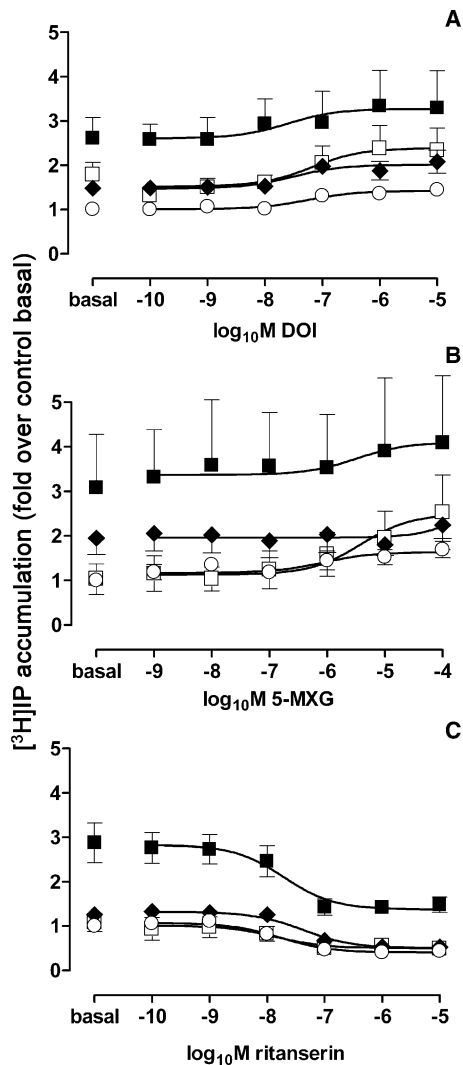 A
5
4
3
2
1
0
basal -10 -9 -8 -7 -6 -5
log₁₀M DOI
B
5
4
3
2
1
0
basal -9 -8 -7 -6 -5 -4
log₁₀M 5-MXG
C
5
4
3
2
1
0
basal -10 -9 -8 -7 -6 -5
log₁₀M ritanserin
[³H]IP accumulation (fold over control basal)